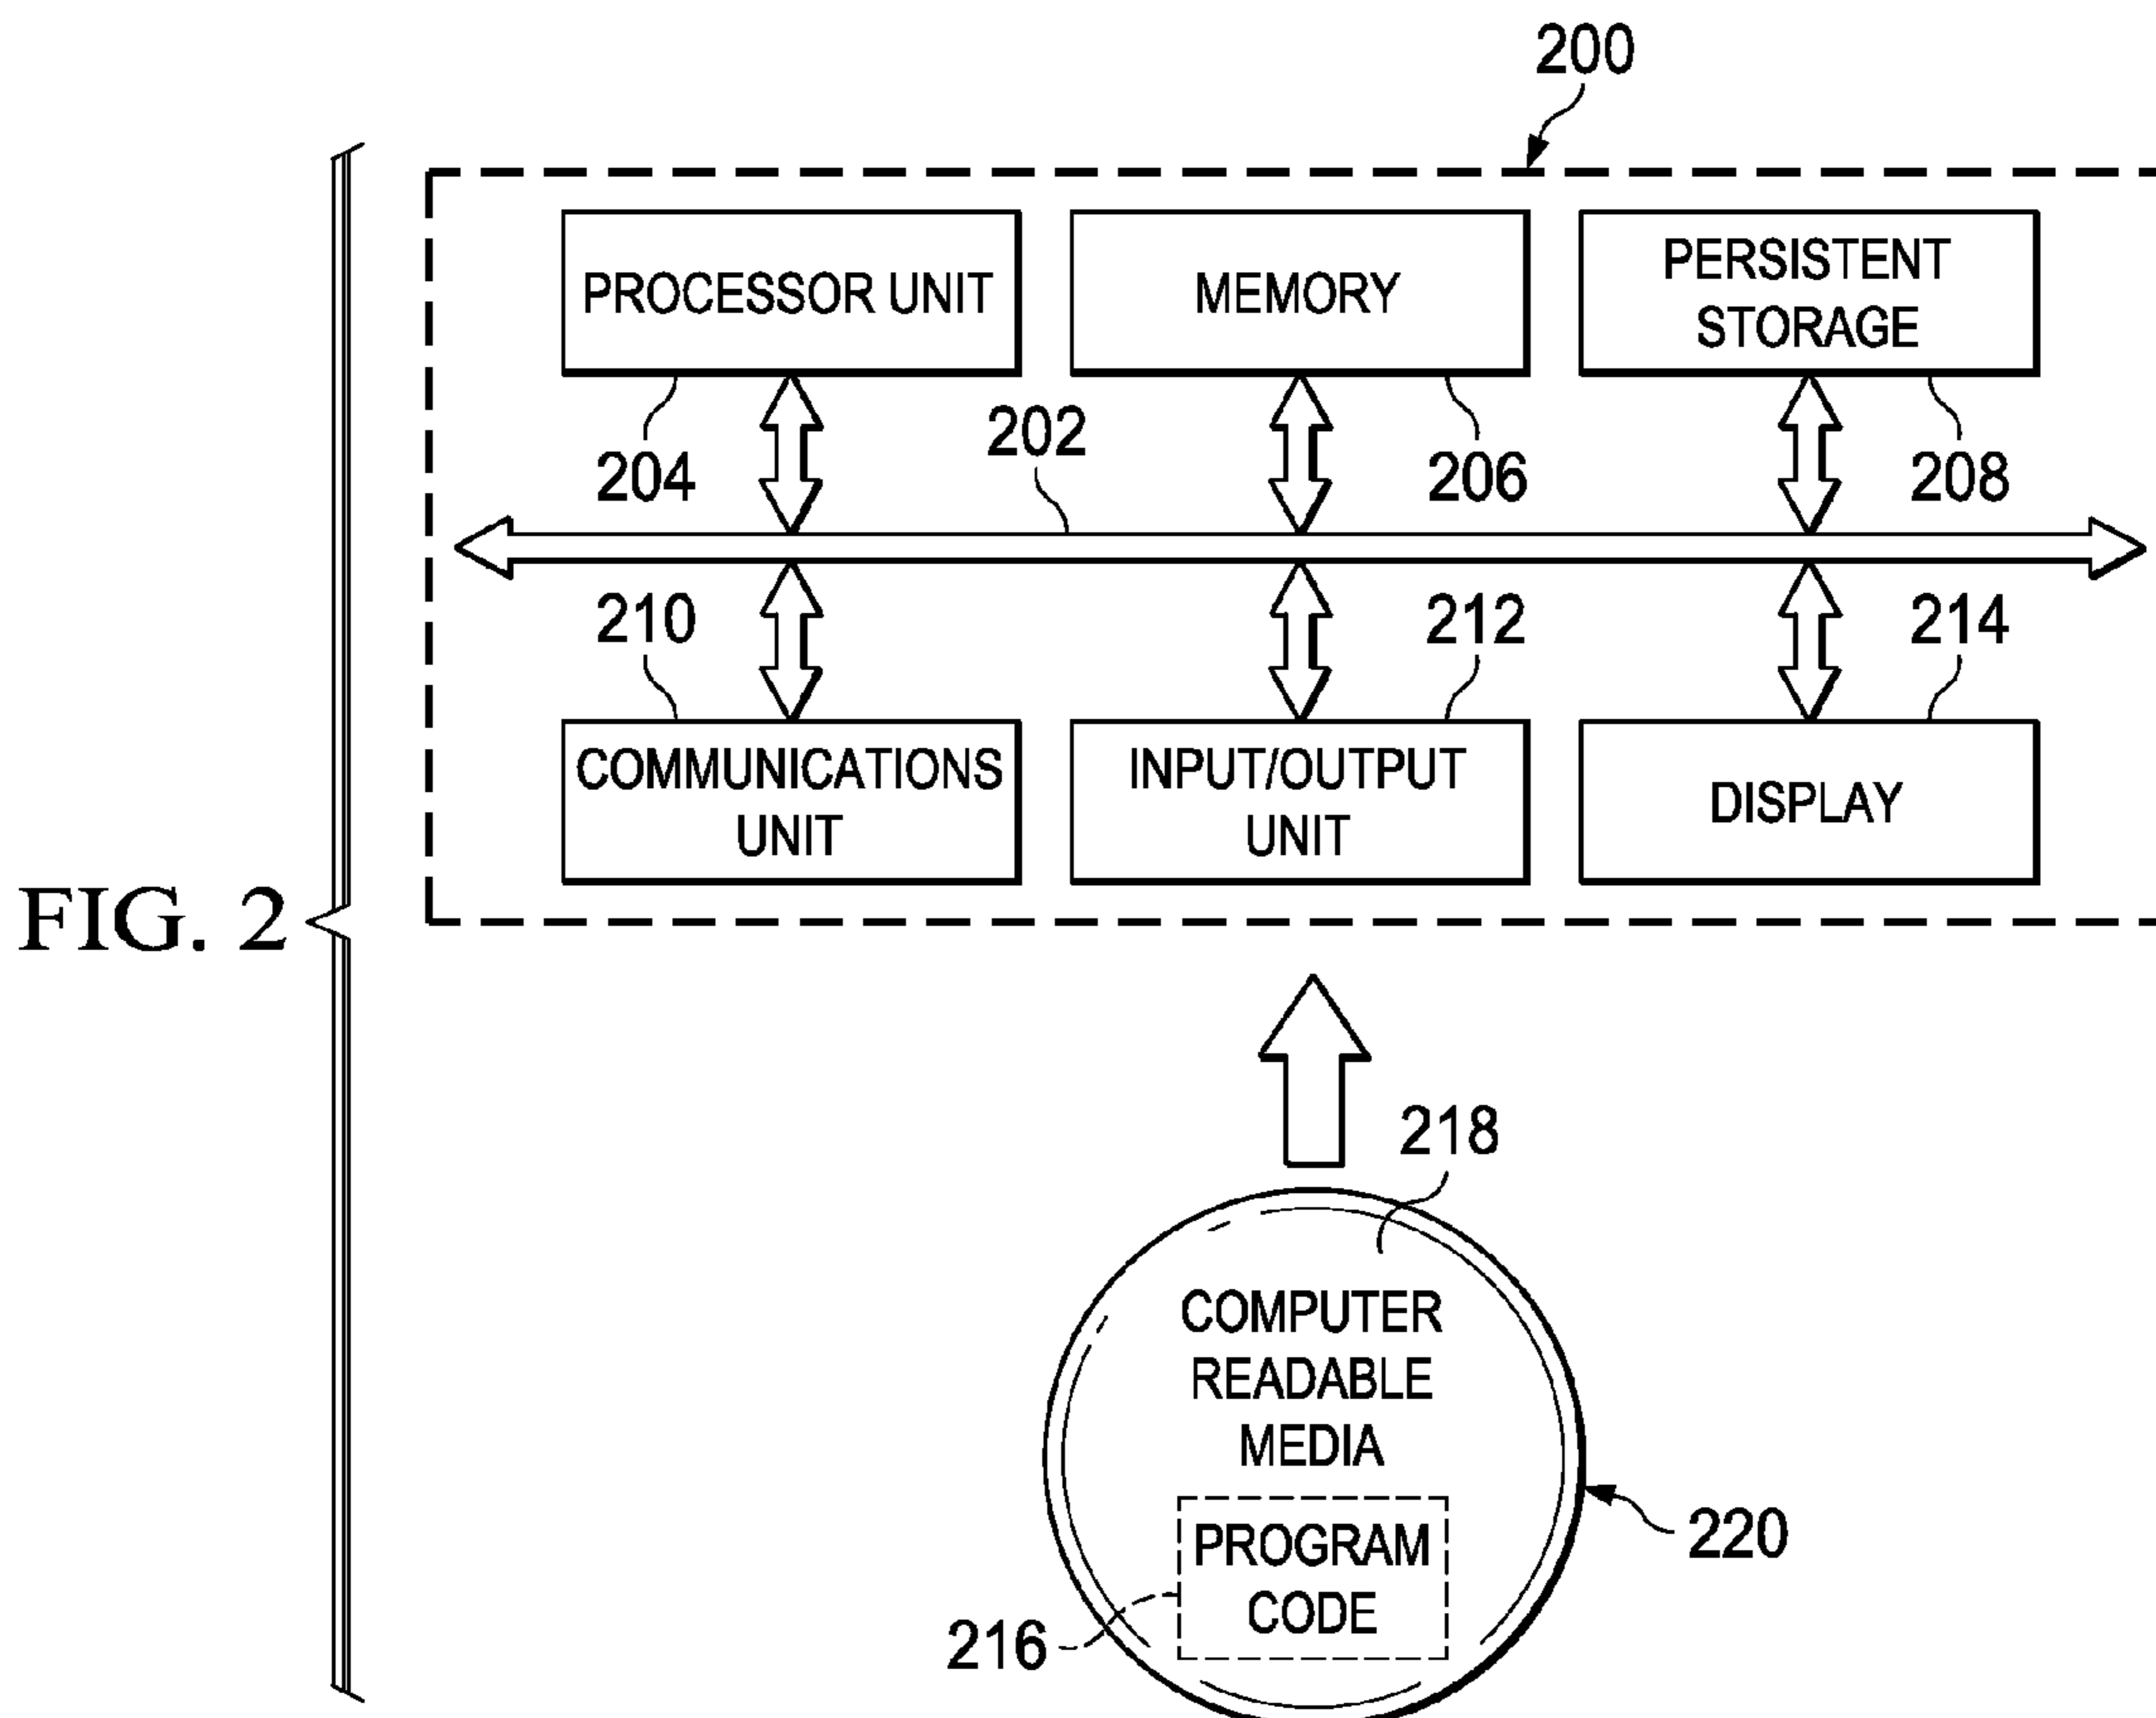 200
PROCESSOR UNIT
MEMORY
PERSISTENT
STORAGE
204
202
206
208
210
212
214
COMMUNICATIONS
UNIT
INPUT/OUTPUT
UNIT
DISPLAY
FIG. 2
218
COMPUTER
READABLE
MEDIA
PROGRAM
CODE
220
216